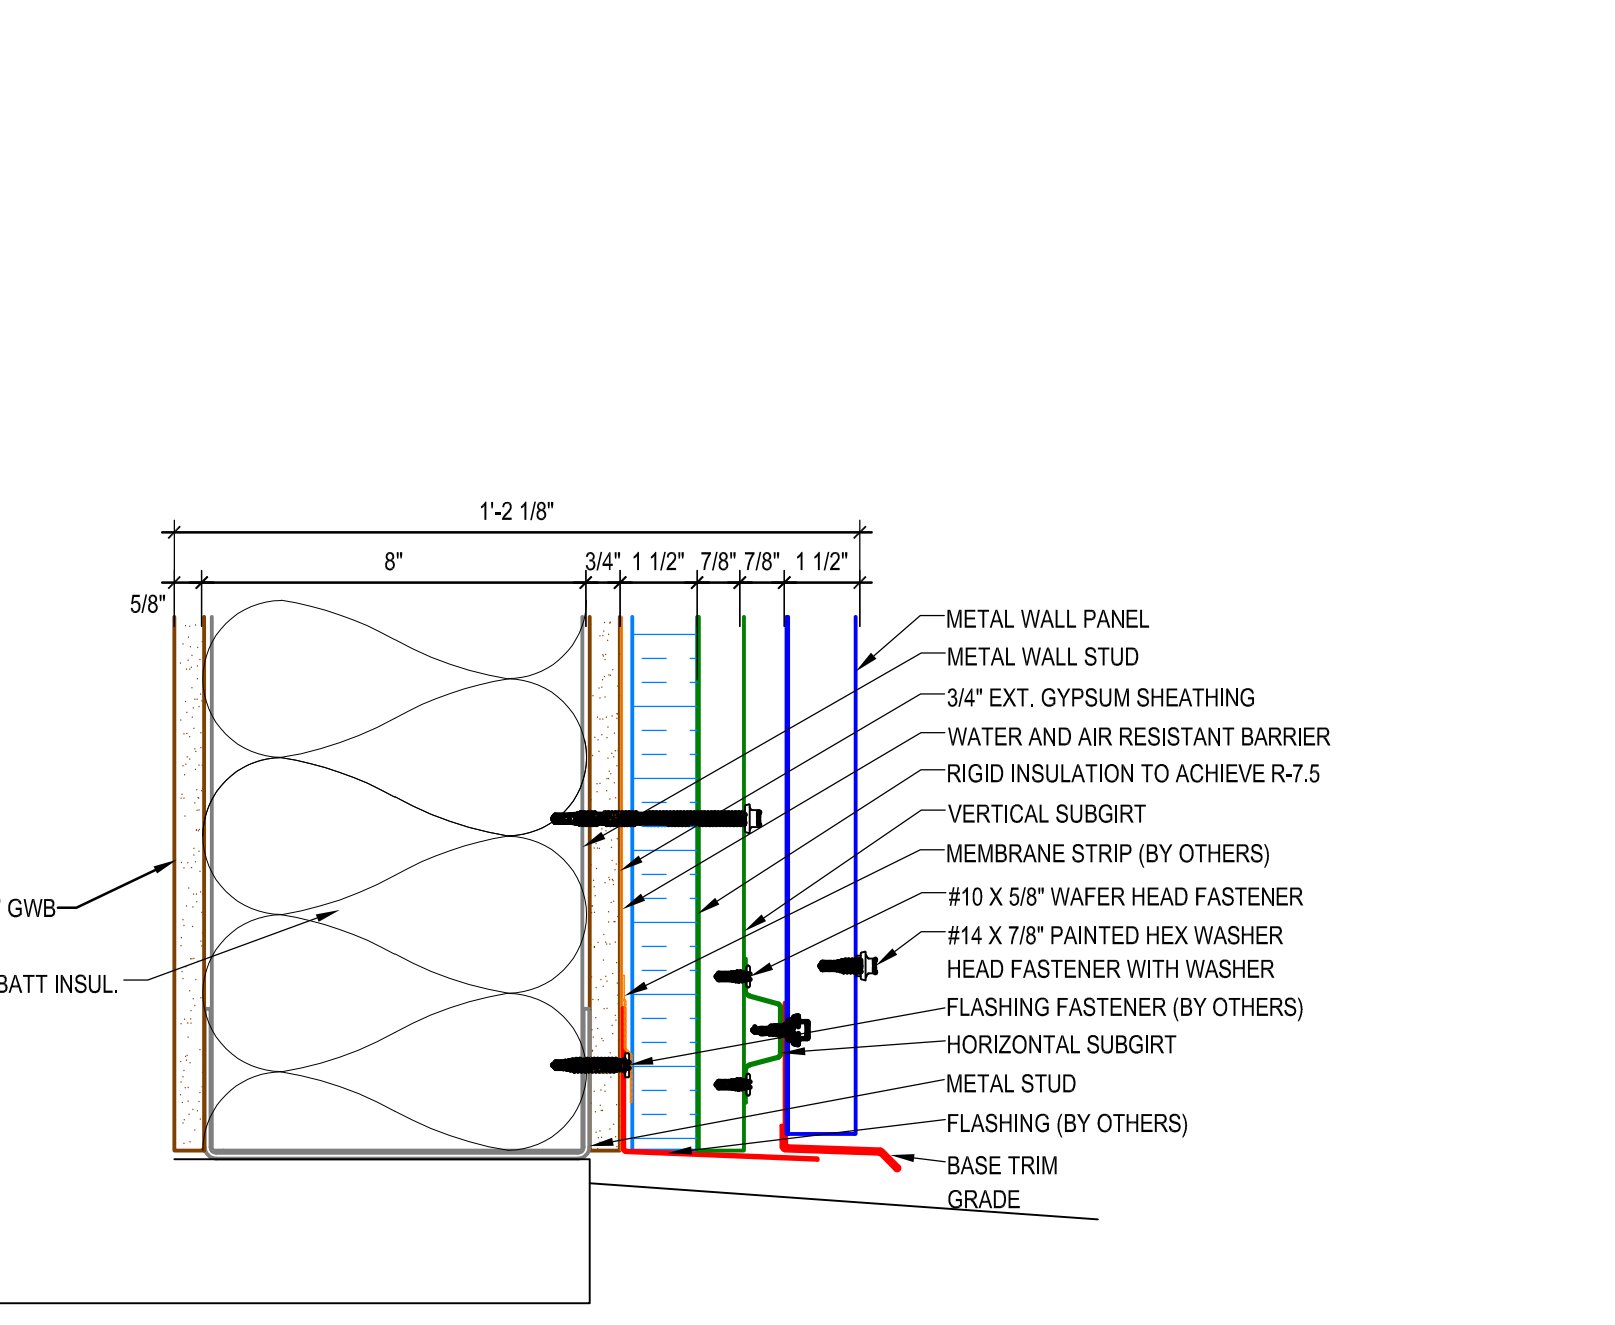 1'-2 1/8"
8"
3/4" 1 1/2" 7/8" 7/8" 1 1/2"
5/8"
METAL WALL PANEL
METAL WALL STUD
3/4" EXT. GYPSUM SHEATHING
WATER AND AIR RESISTANT BARRIER
RIGID INSULATION TO ACHIEVE R-7.5
VERTICAL SUBGIRT
MEMBRANE STRIP (BY OTHERS)
#10 X 5/8" WAFER HEAD FASTENER
#14 X 7/8" PAINTED HEX WASHER
HEAD FASTENER WITH WASHER
FLASHING FASTENER (BY OTHERS)
HORIZONTAL SUBGIRT
METAL STUD
FLASHING (BY OTHERS)
BASE TRIM
GRADE
" GWB
BATT INSUL.